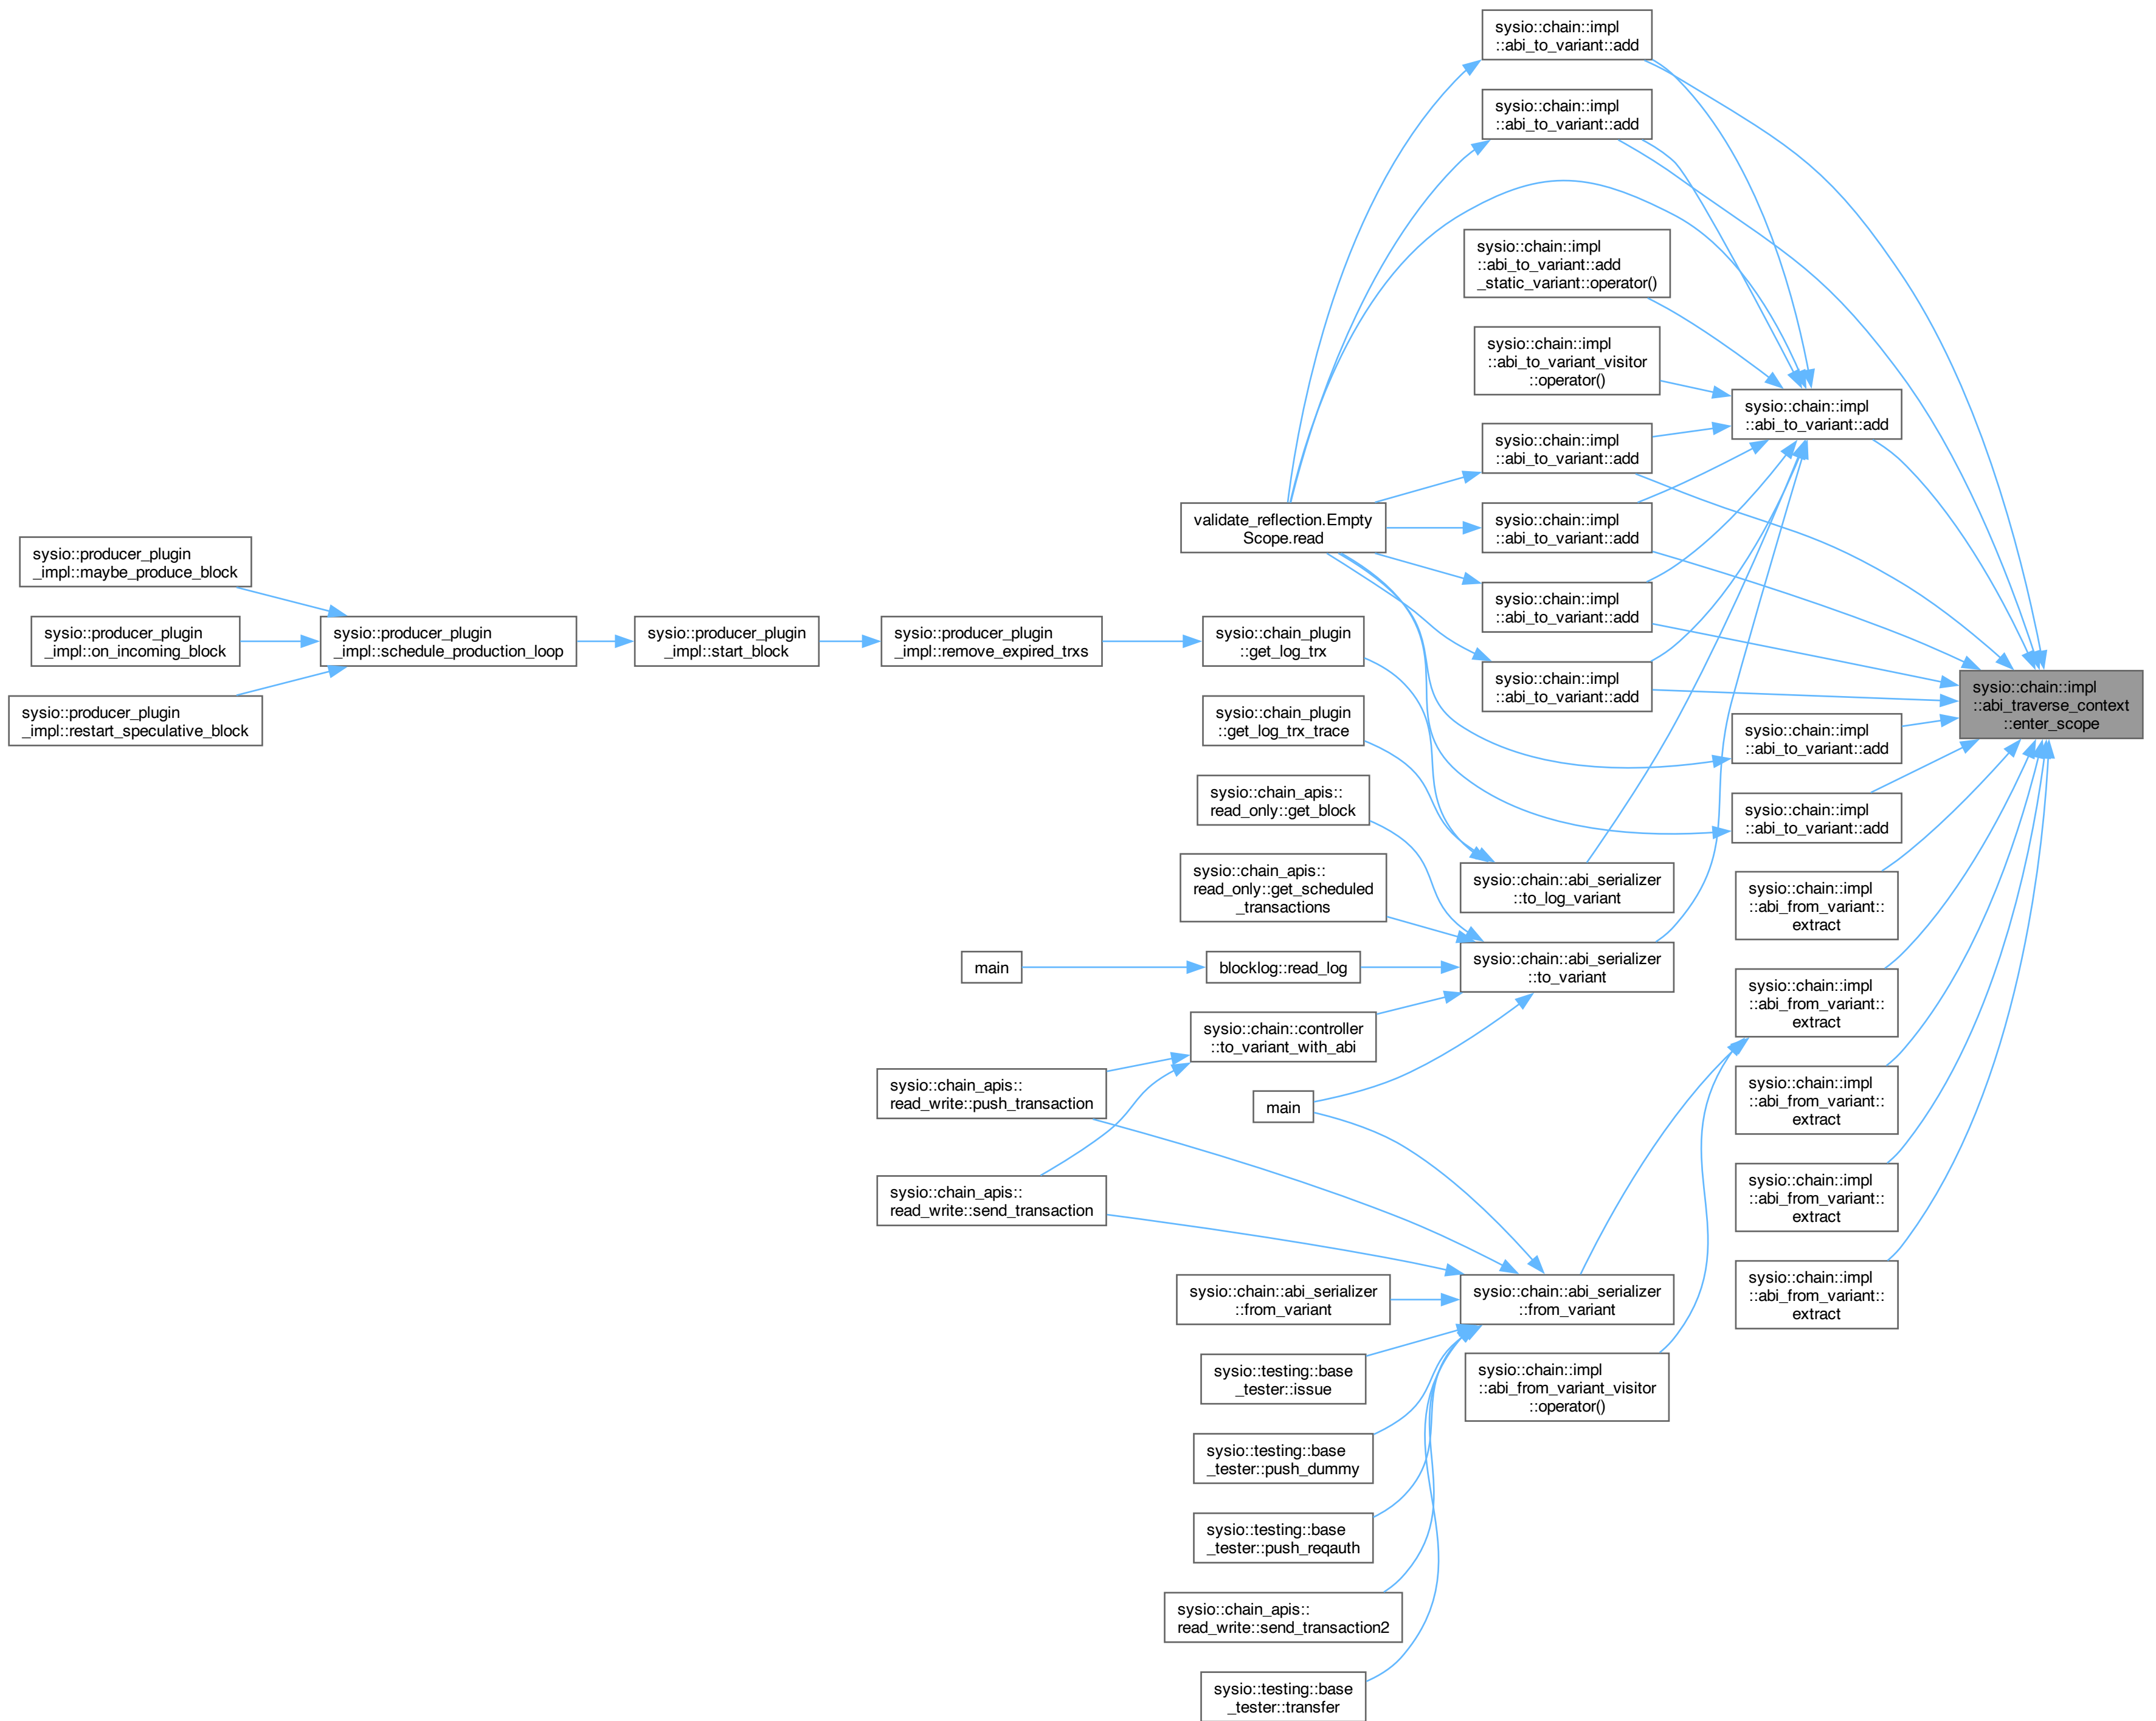 sysio::chain::impl
::abi_to_variant::add
sysio::chain::impl
::abi_to_variant::add
sysio::chain::impl
::abi_to_variant::add
_static_variant::operator()
sysio::chain::impl
::abi_to_variant_visitor
::operator()
sysio::chain::impl
::abi_to_variant::add
sysio::chain::impl
::abi_to_variant::add
validate_reflection.Empty
Scope.read
sysio::chain::impl
::abi_to_variant::add
sysio::producer_plugin
_impl::maybe_produce_block
sysio::chain::impl
::abi_to_variant::add
sysio::producer_plugin
_impl::on_incoming_block
sysio::producer_plugin
_impl::schedule_production_loop
sysio::producer_plugin
_impl::start_block
sysio::producer_plugin
_impl::remove_expired_trxs
sysio::chain_plugin
::get_log_trx
sysio::chain::impl
::abi_to_variant::add
sysio::chain::impl
::abi_traverse_context
::enter_scope
sysio::producer_plugin
_impl::restart_speculative_block
sysio::chain_plugin
::get_log_trx_trace
sysio::chain::impl
::abi_to_variant::add
sysio::chain_apis::
read_only::get_block
sysio::chain::impl
::abi_to_variant::add
sysio::chain_apis::
read_only::get_scheduled
_transactions
sysio::chain::abi_serializer
::to_log_variant
sysio::chain::impl
::abi_from_variant::
extract
main
blocklog::read_log
sysio::chain::abi_serializer
::to_variant
sysio::chain::impl
::abi_from_variant::
extract
sysio::chain::controller
::to_variant_with_abi
sysio::chain_apis::
read_write::push_transaction
main
sysio::chain::impl
::abi_from_variant::
extract
sysio::chain_apis::
read_write::send_transaction
sysio::chain::impl
::abi_from_variant::
extract
sysio::chain::abi_serializer
::from_variant
sysio::chain::abi_serializer
::from_variant
sysio::chain::impl
::abi_from_variant::
extract
sysio::testing::base
_tester::issue
sysio::chain::impl
::abi_from_variant_visitor
::operator()
sysio::testing::base
_tester::push_dummy
sysio::testing::base
_tester::push_reqauth
sysio::chain_apis::
read_write::send_transaction2
sysio::testing::base
_tester::transfer